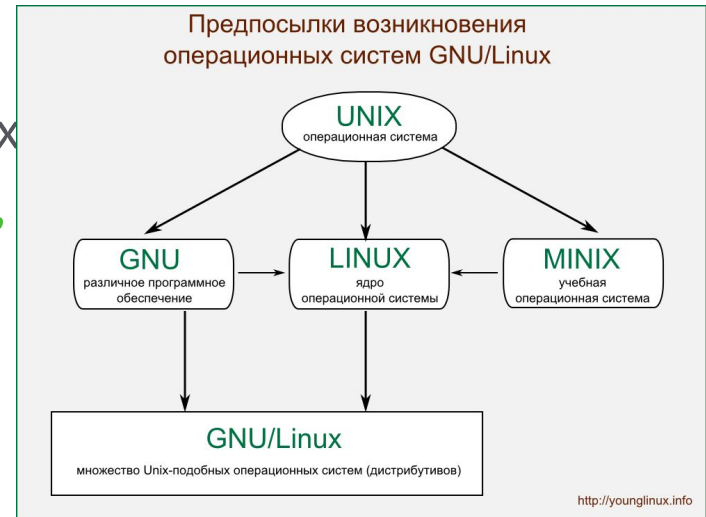 Предпосылки возникновения
операционных систем GNU/Linux
UNIX
операционная система
х
GNU
различное программное
обеспечение
LINUX
ядро
операционной системы
MINIX
учебная
операционная система
GNU/Linux
множество Unix-подобных операционных систем (дистрибутивов)
http://younglinux.info